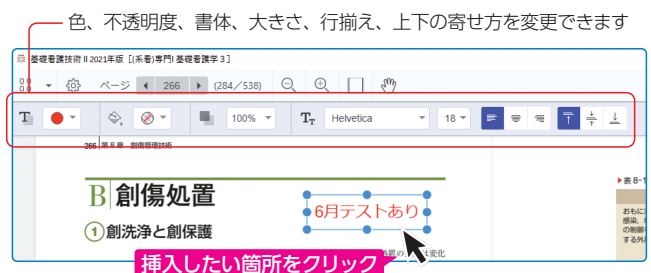 色、不透明度、書体、大きさ、行揃え、上下の寄せ方を変更できます
基礎看護技術 II 2021年版 [(系看)専門I 基礎看護学 3]
ページ 266 (284/538)
100% Helvetica 18
266 第 8 章 創傷管理技術
B 創傷処置
6月テストあり
▶表 8-1
1 創洗浄と創保護
おもに
感染、
の制御
する外
挿入したい箇所をクリック